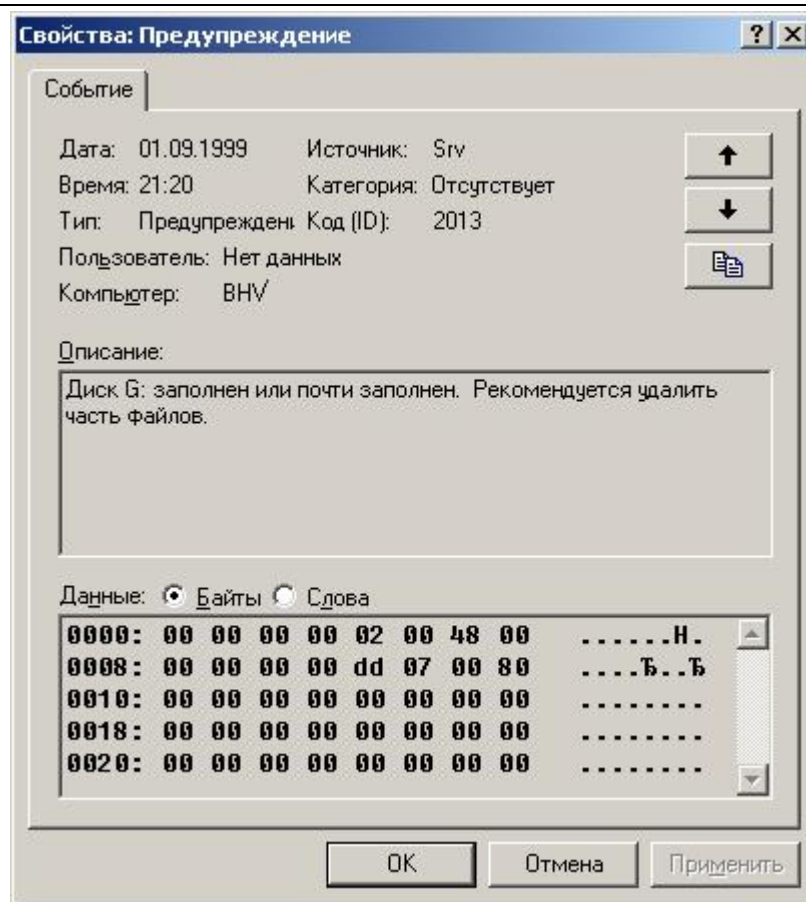 Свойства: Предупреждение
Событие
Дата: 01.09.1999 Источник: Srv
Время: 21:20 Категория: Отсутствует
Тип: Предупреждени Код (ID): 2013
Пользователь: Нет данных
Компьютер: BHV
Описание:
Диск G: заполнен или почти заполнен. Рекомендуется удалить
часть файлов.
Данные: Байты Слова
0000: 00 00 00 00 02 00 48 00 ......H.
0008: 00 00 00 00 dd 07 00 80 ....Ђ..Ђ
0010: 00 00 00 00 00 00 00 00 ........
0018: 00 00 00 00 00 00 00 00 ........
0020: 00 00 00 00 00 00 00 00 ........
OK Отмена Применить